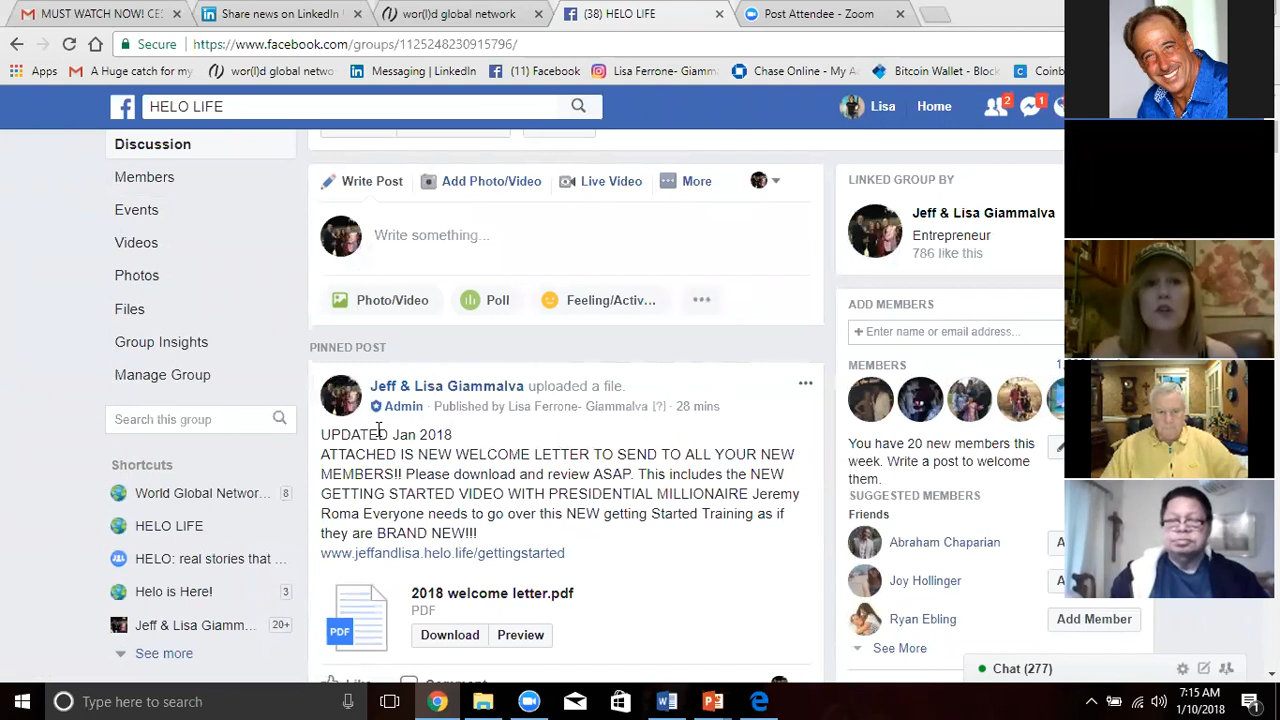 MUST WATCH NOW! CES
Share news on LinkedIn
wor(l)d global network
(38) HELO LIFE
Post Attendee - Zoom
Secure
https://www.facebook.com/groups/1125248230915796/
Apps
A Huge catch for my
wor(l)d global netwo
Messaging | LinkedIn
(11) Facebook
Lisa Ferrone- Giamm
Chase Online - My A
Bitcoin Wallet - Block
Coinb
HELO LIFE
Lisa
Home
2
1
Discussion
Members
Events
Videos
Photos
Files
Group Insights
Manage Group
Search this group
Shortcuts
World Global Networ... 8
HELO LIFE
HELO: real stories that ...
Helo is Here! 3
Jeff & Lisa Giamm... 20+
See more
Write Post
Add Photo/Video
Live Video
More
Write something...
Photo/Video
Poll
Feeling/Activ...
PINNED POST
Jeff & Lisa Giammalva uploaded a file.
Admin · Published by Lisa Ferrone- Giammalva [?] · 28 mins
UPDATED Jan 2018
ATTACHED IS NEW WELCOME LETTER TO SEND TO ALL YOUR NEW
MEMBERS!! Please download and review ASAP. This includes the NEW
GETTING STARTED VIDEO WITH PRESIDENTIAL MILLIONAIRE Jeremy
Roma Everyone needs to go over this NEW getting Started Training as if
they are BRAND NEW!!!
www.jeffandlisa.helo.life/gettingstarted
2018 welcome letter.pdf
PDF
PDF
Download
Preview
LINKED GROUP BY
Jeff & Lisa Giammalva
Entrepreneur
786 like this
ADD MEMBERS
+ Enter name or email address...
MEMBERS
You have 20 new members this
week. Write a post to welcome
them.
SUGGESTED MEMBERS
Friends
Abraham Chaparian
Joy Hollinger
Ryan Ebling
Add Member
See More
Chat (277)
Type here to search
7:15 AM
1/10/2018
1